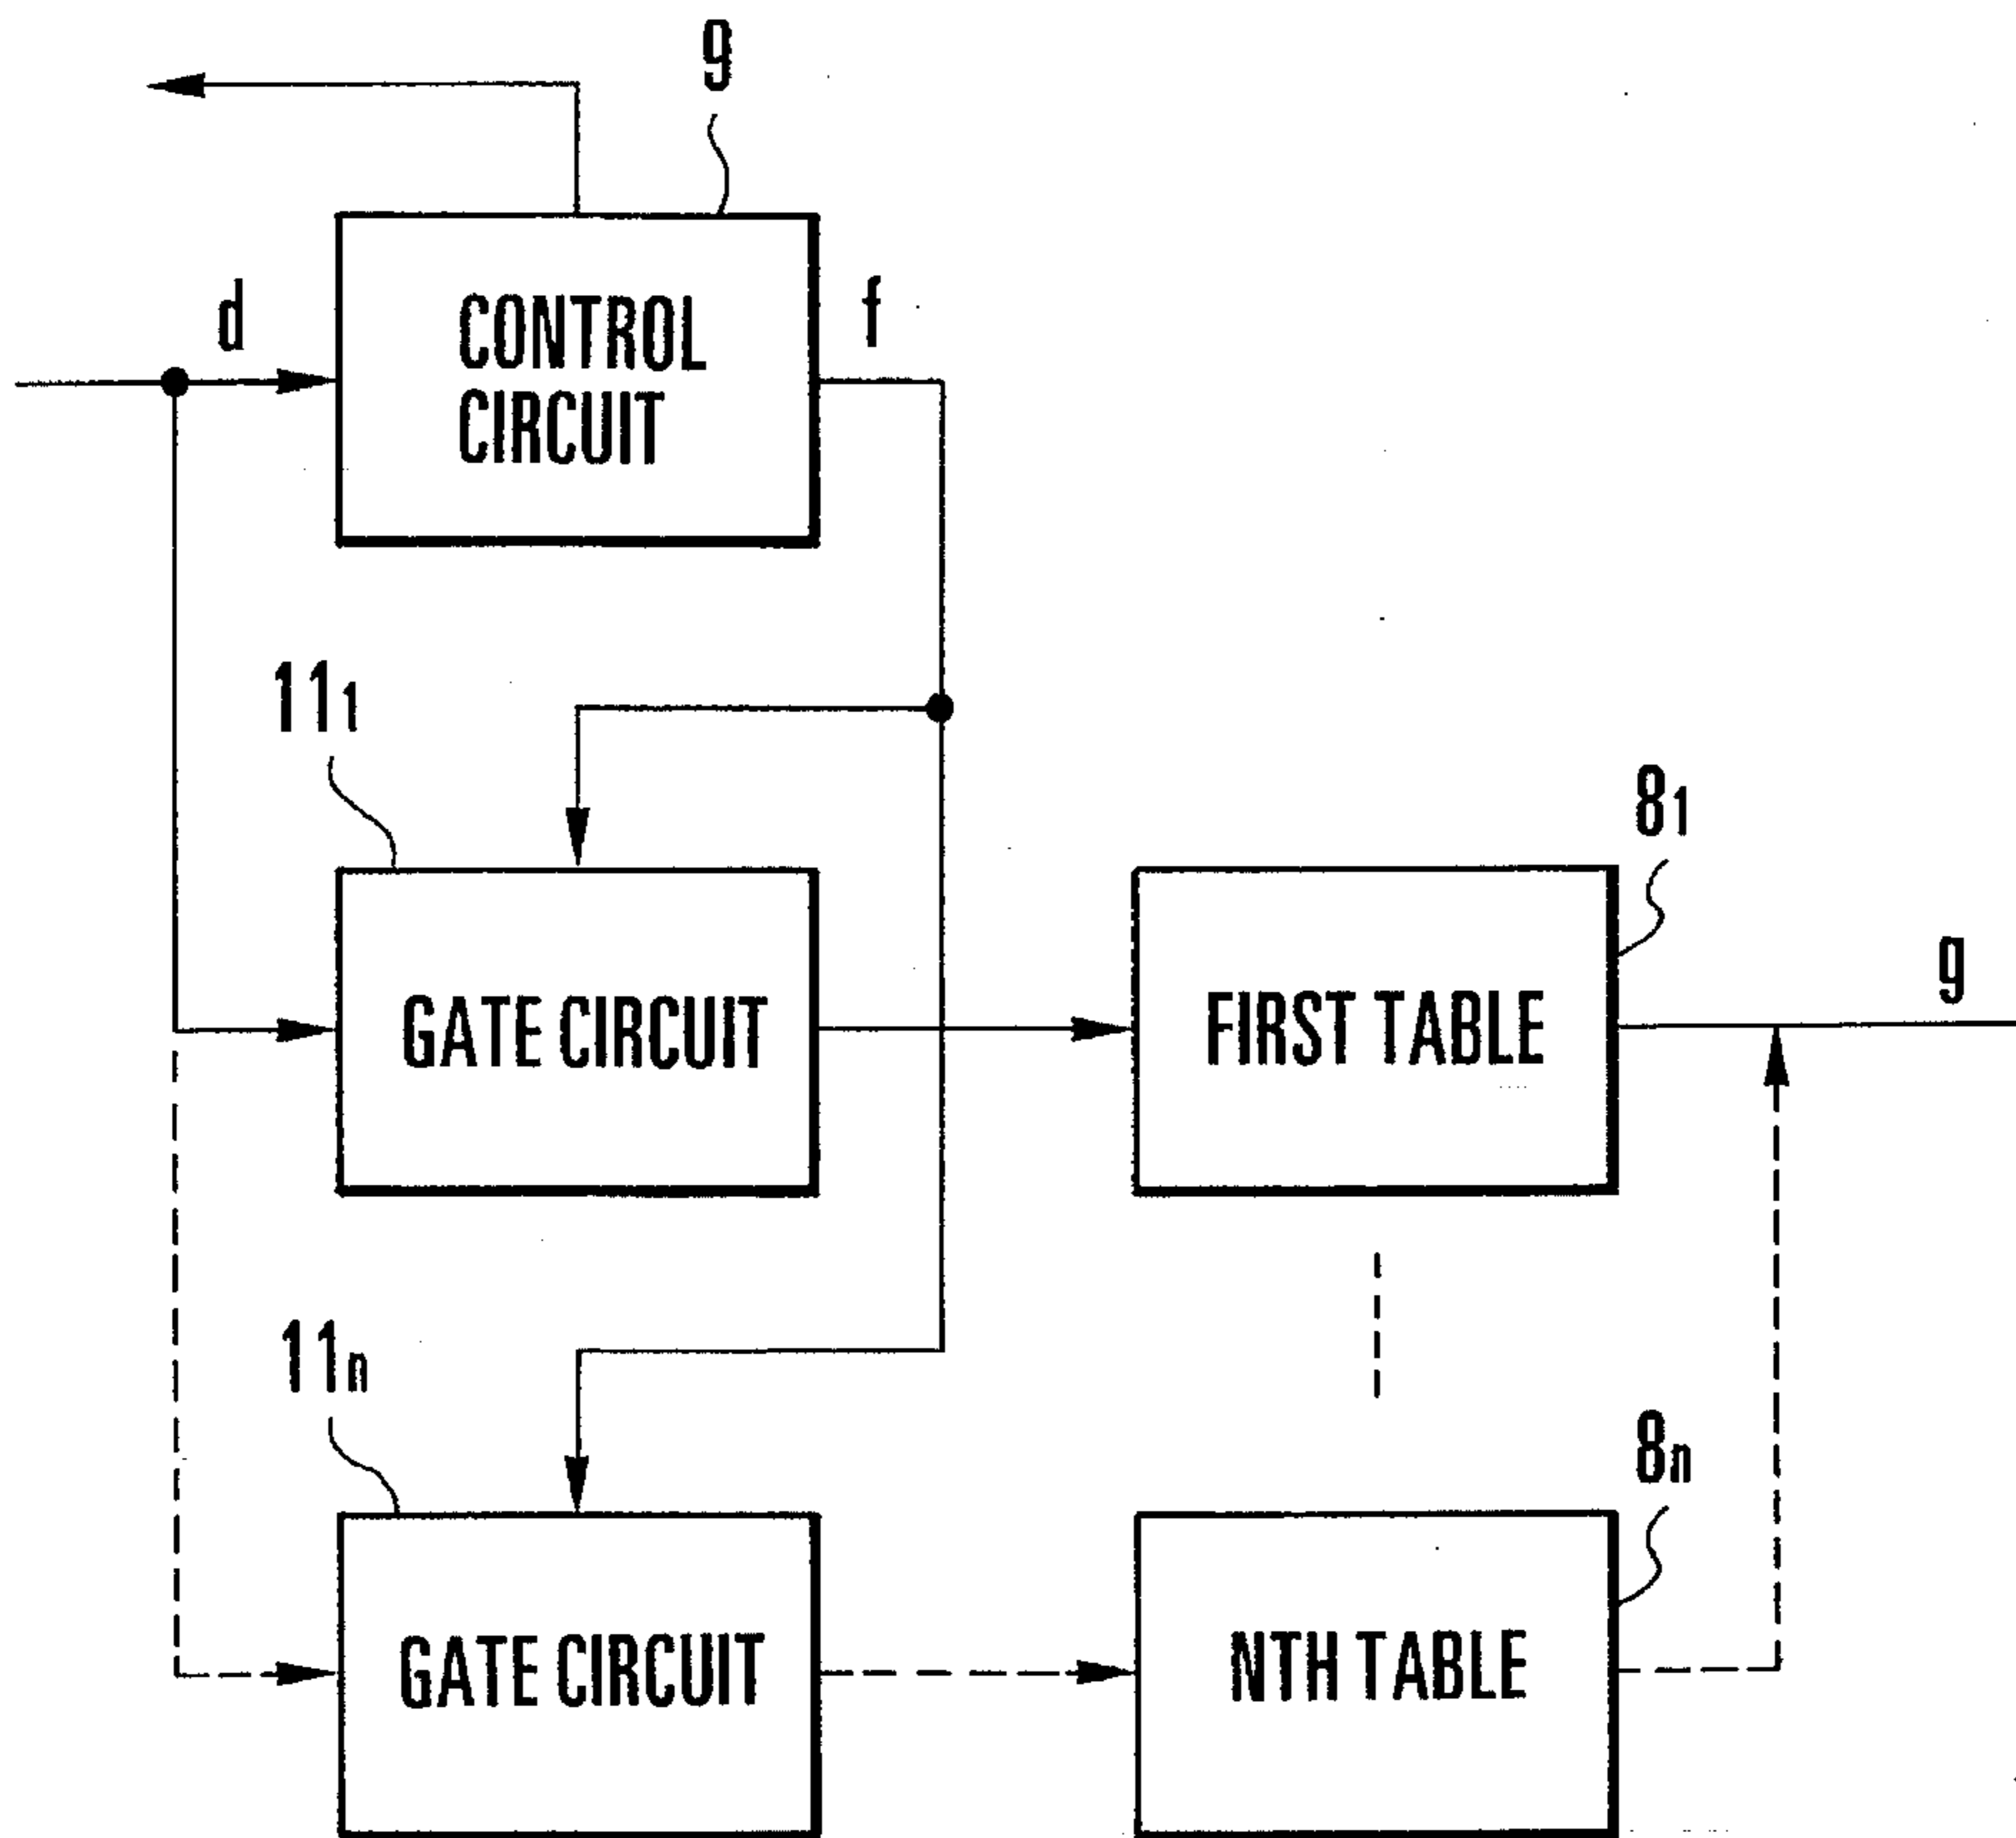 9
d
CONTROL
CIRCUIT
f
11₁
8₁
GATE CIRCUIT
FIRST TABLE
g
11ₙ
8ₙ
GATE CIRCUIT
NTH TABLE